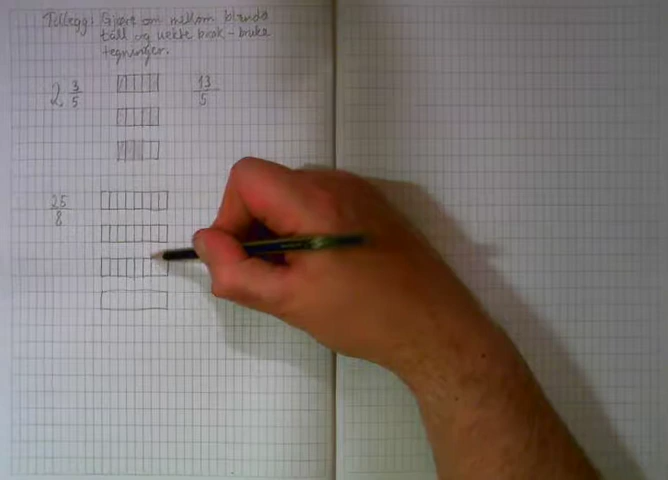 Tillegg: Gjøre om mellom blanda
tall og uekte brøk - bruke
tegninger.
2 3/5
13/5
25/8